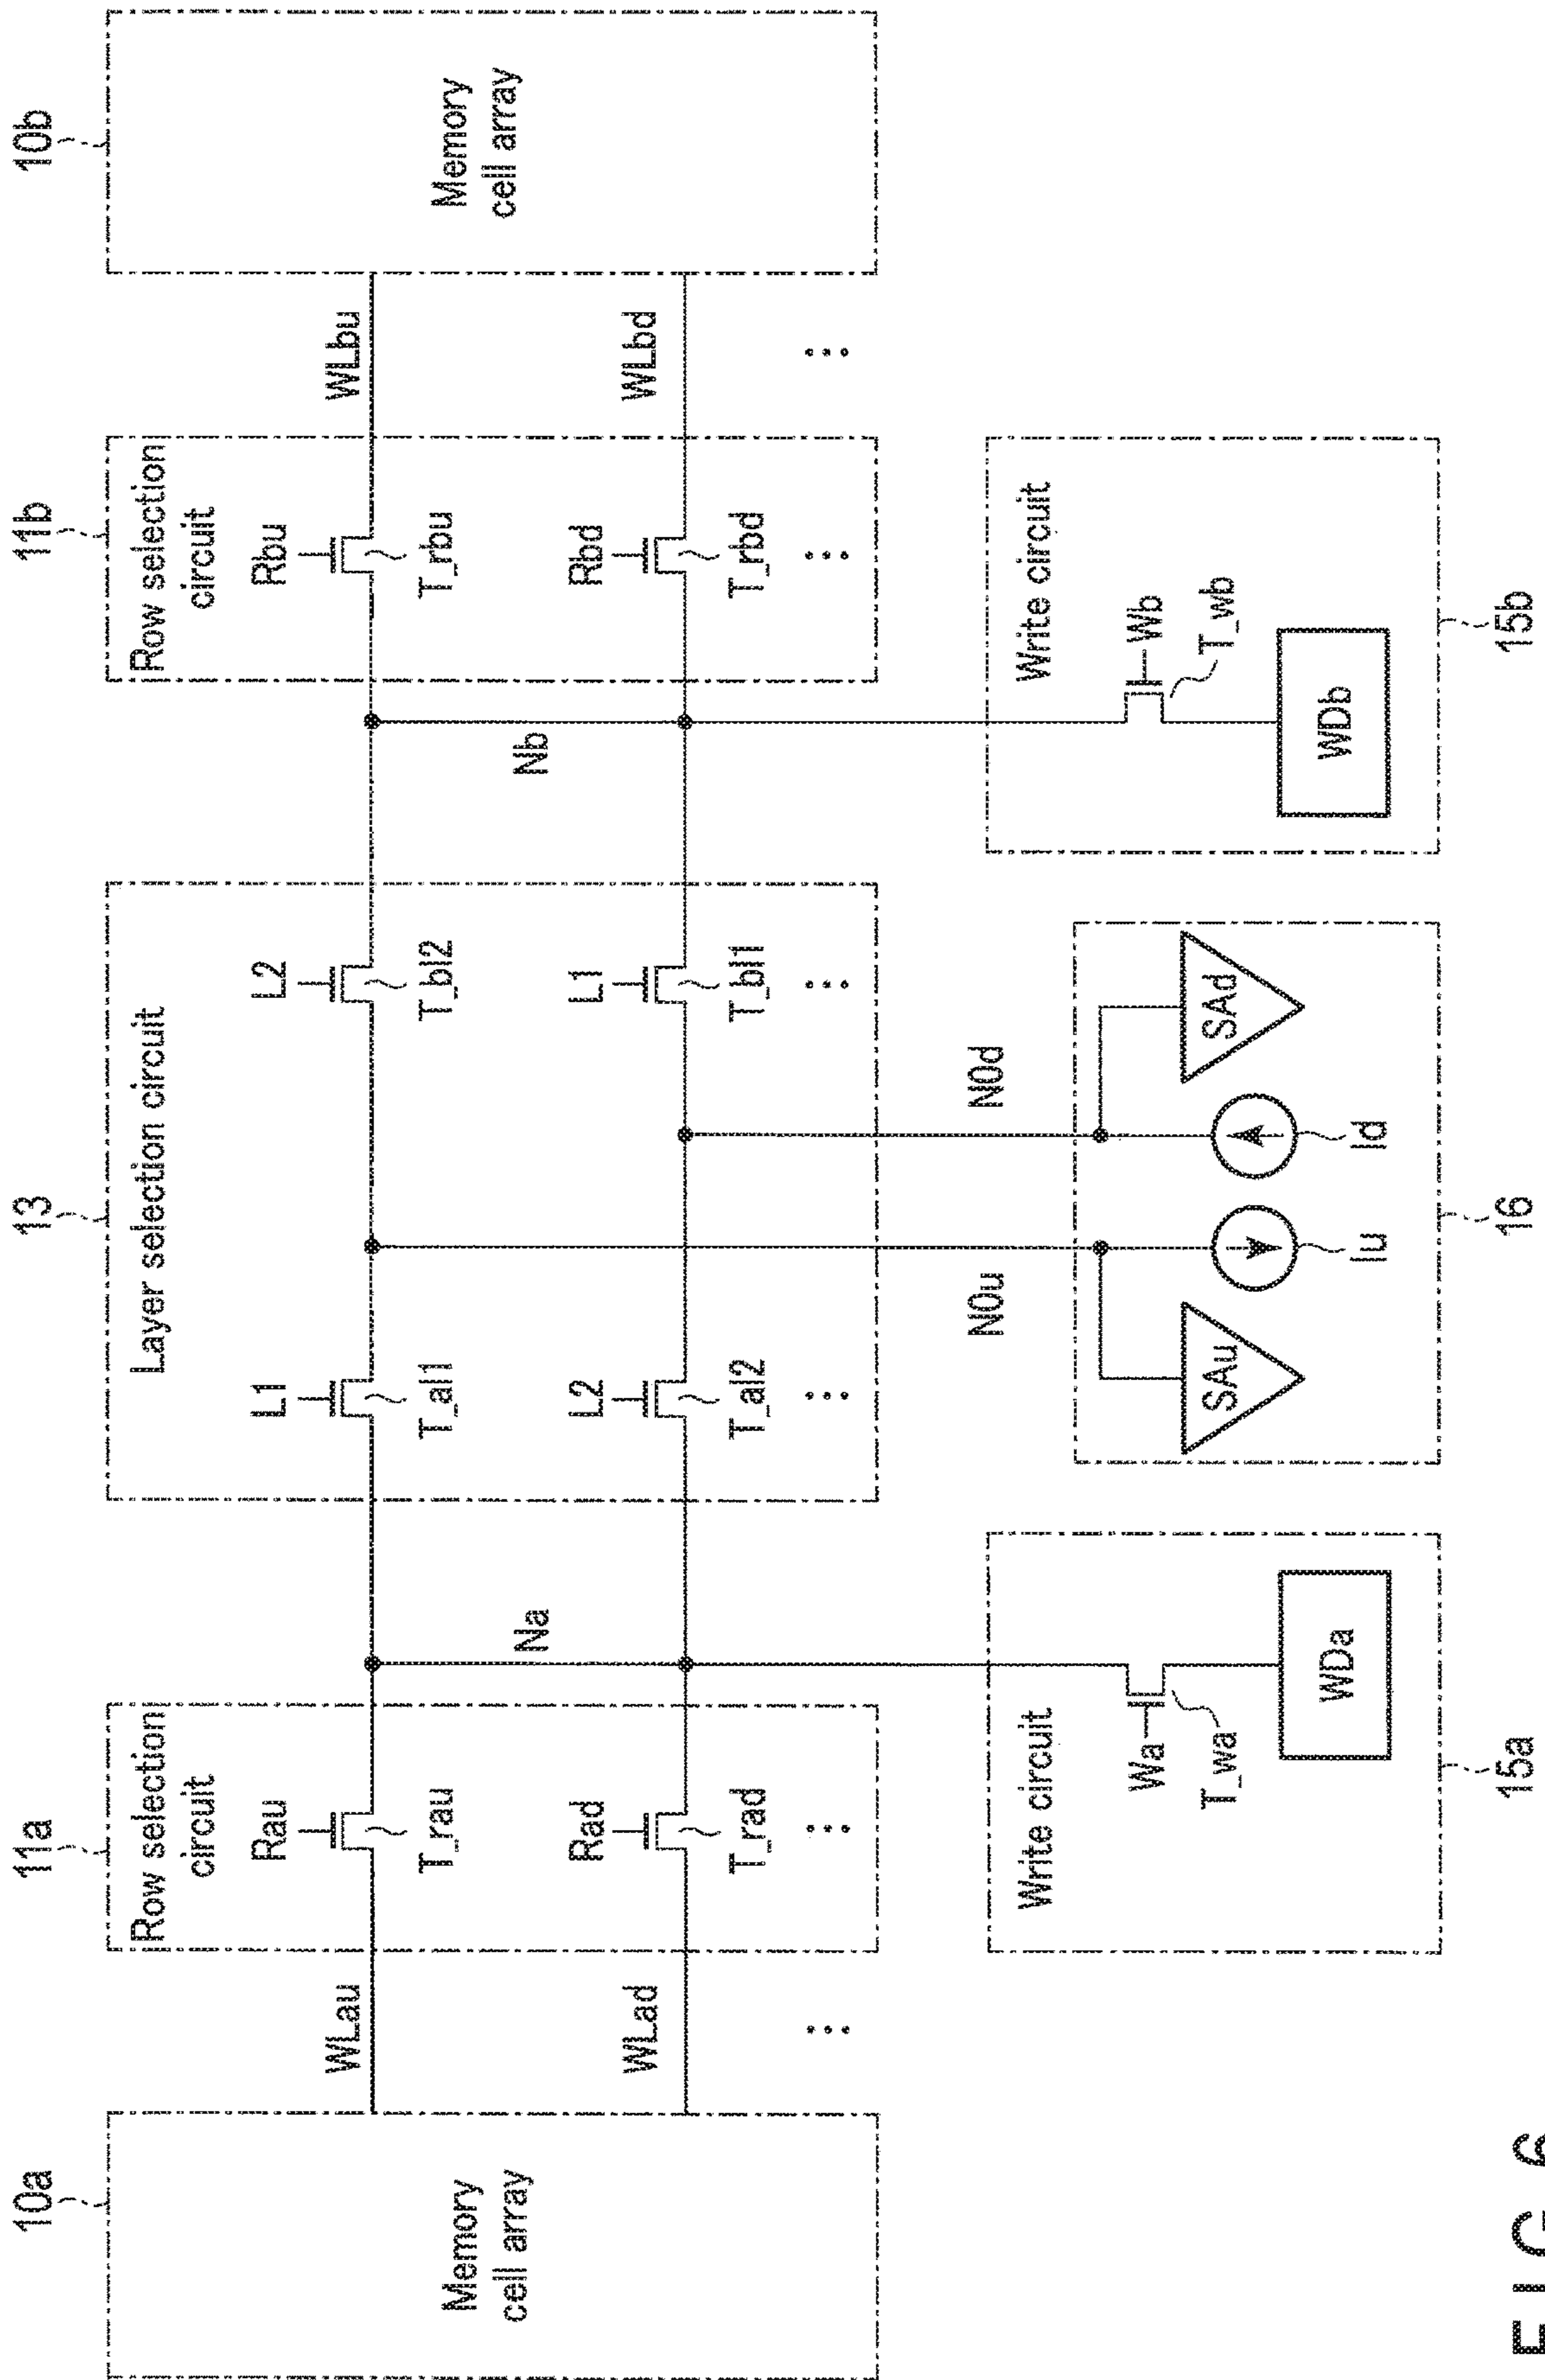 10a
11a
13
11b
10b
Memory
cell array
WLau
WLad
Row selection
circuit
Rau
T_rau
Rad
T_rad
Na
Layer selection circuit
L1
T_al1
L2
T_al2
L2
T_bl2
L1
T_bl1
Nb
Row selection
circuit
Rbu
T_rbu
Rbd
T_rbd
WLbu
WLbd
Memory
cell array
N0u
N0d
Write circuit
Wa
T_wa
WDa
15a
SAu
Iu
Id
SAd
16
Write circuit
Wb
T_wb
WDb
15b
FIG. 6